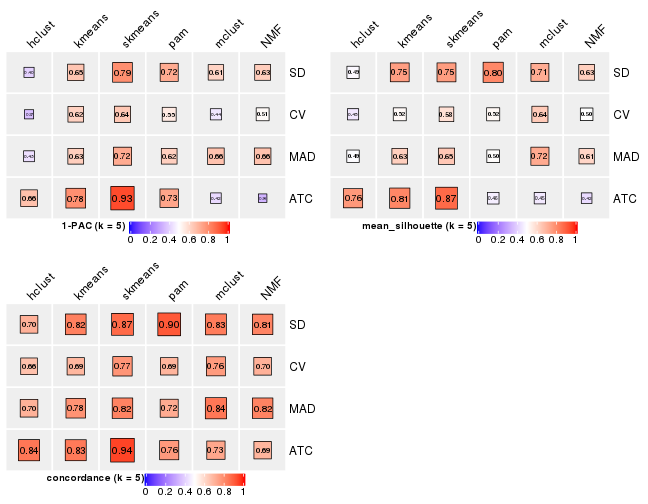 hclust kmeans skmeans pam mclust NMF
0.65 0.79 0.72 0.61 0.63 SD
0.62 0.64 0.55 0.44 0.51 CV
0.43 0.63 0.72 0.62 0.66 0.66 MAD
0.66 0.78 0.93 0.73 ATC
1-PAC (k = 5)
0 0.2 0.4 0.6 0.8 1
hclust kmeans skmeans pam mclust NMF
0.49 0.75 0.75 0.80 0.71 0.63 SD
0.52 0.58 0.52 0.64 0.50 CV
0.49 0.63 0.65 0.50 0.72 0.61 MAD
0.76 0.81 0.87 ATC
mean_silhouette (k = 5)
0 0.2 0.4 0.6 0.8 1
hclust kmeans skmeans pam mclust NMF
0.70 0.82 0.87 0.90 0.83 0.81 SD
0.66 0.69 0.77 0.69 0.76 0.70 CV
0.70 0.78 0.82 0.72 0.84 0.82 MAD
0.84 0.83 0.94 0.76 0.73 0.69 ATC
concordance (k = 5)
0 0.2 0.4 0.6 0.8 1